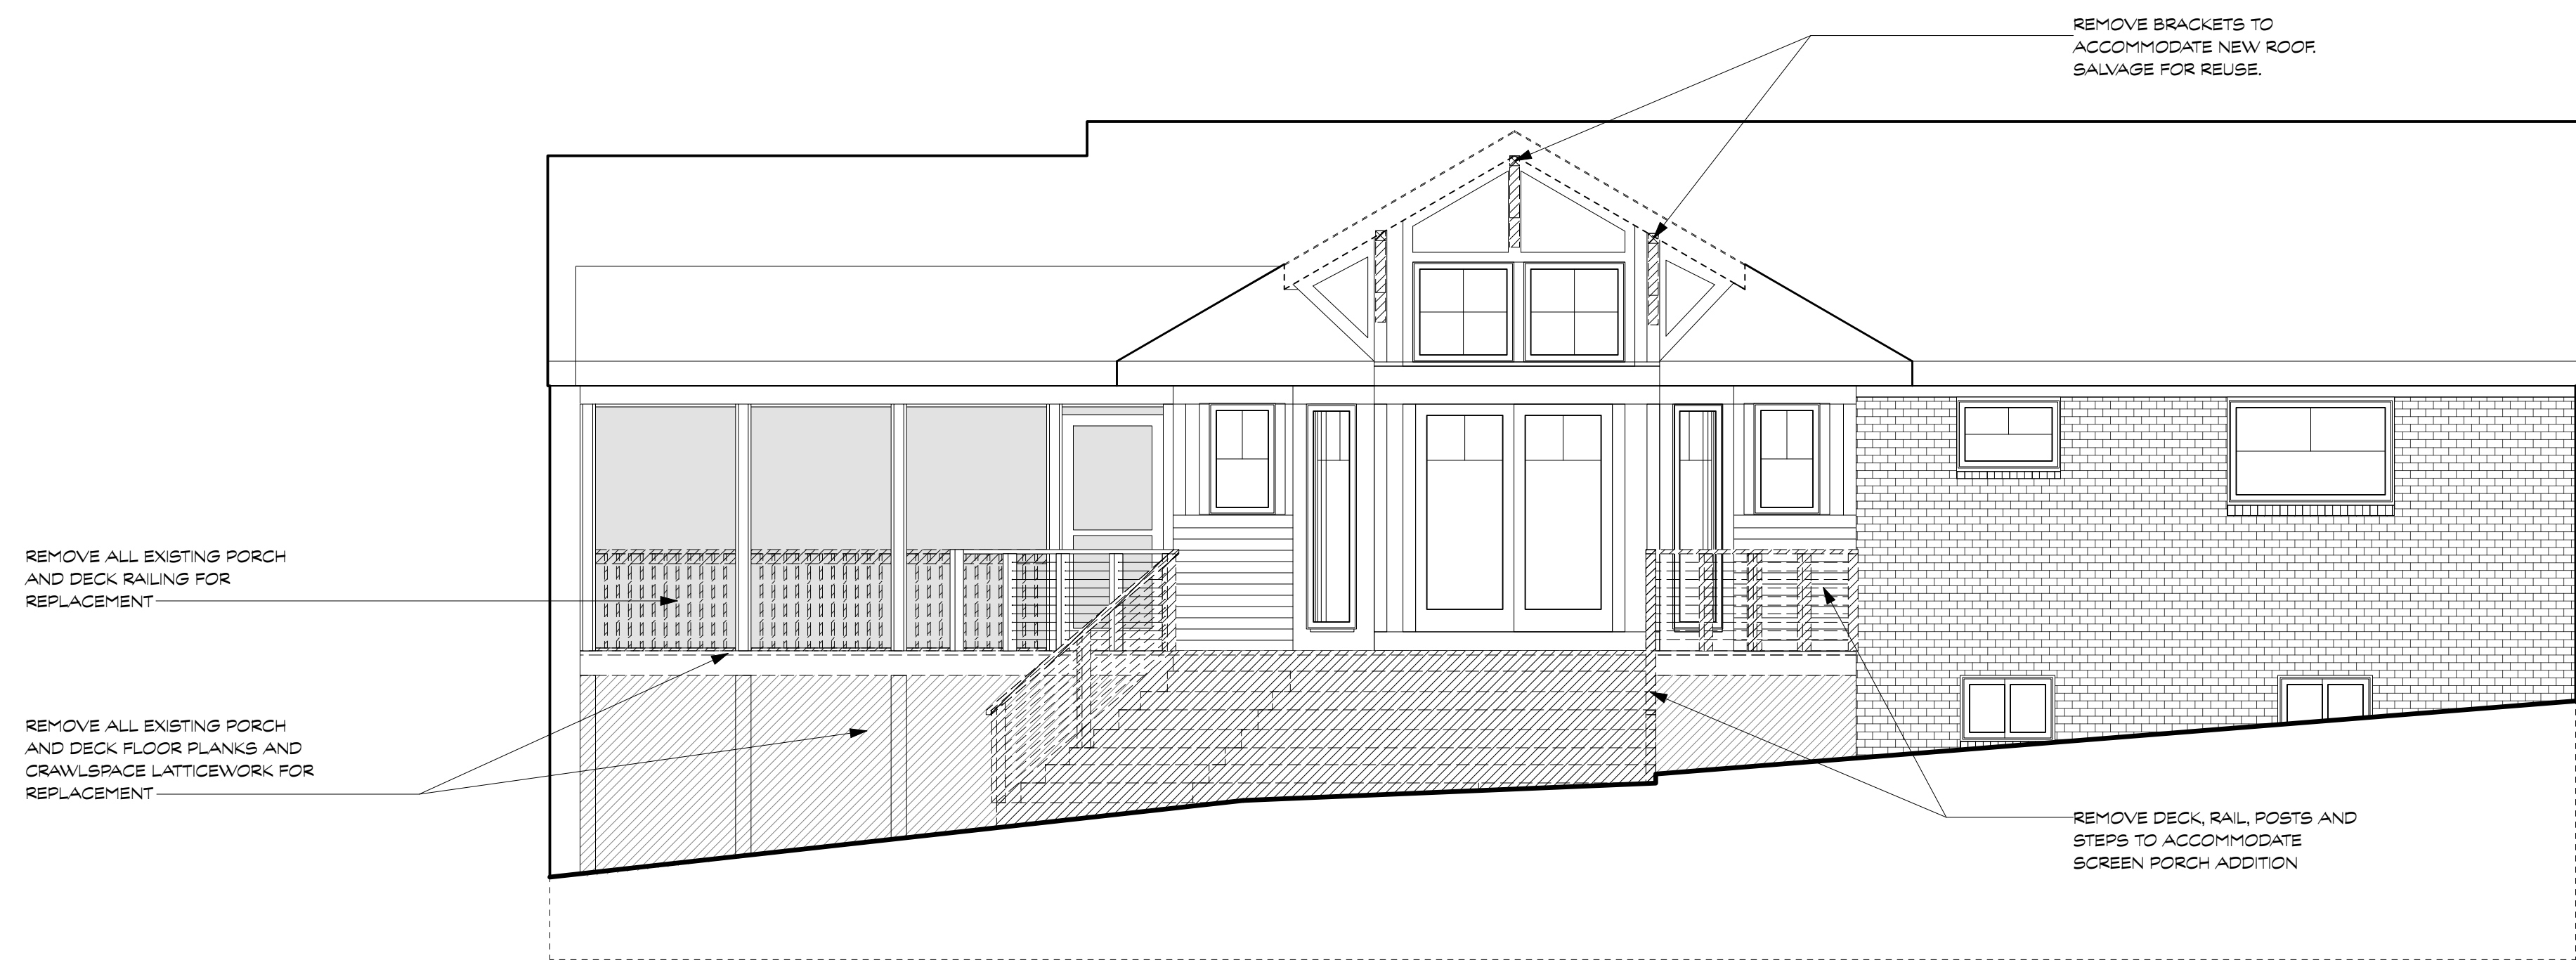 REMOVE BRACKETS TO
ACCOMMODATE NEW ROOF.
SALVAGE FOR REUSE.
REMOVE ALL EXISTING PORCH
AND DECK RAILING FOR
REPLACEMENT
REMOVE ALL EXISTING PORCH
AND DECK FLOOR PLANKS AND
CRAWLSPACE LATTICEWORK FOR
REPLACEMENT
REMOVE DECK, RAIL, POSTS AND
STEPS TO ACCOMMODATE
SCREEN PORCH ADDITION